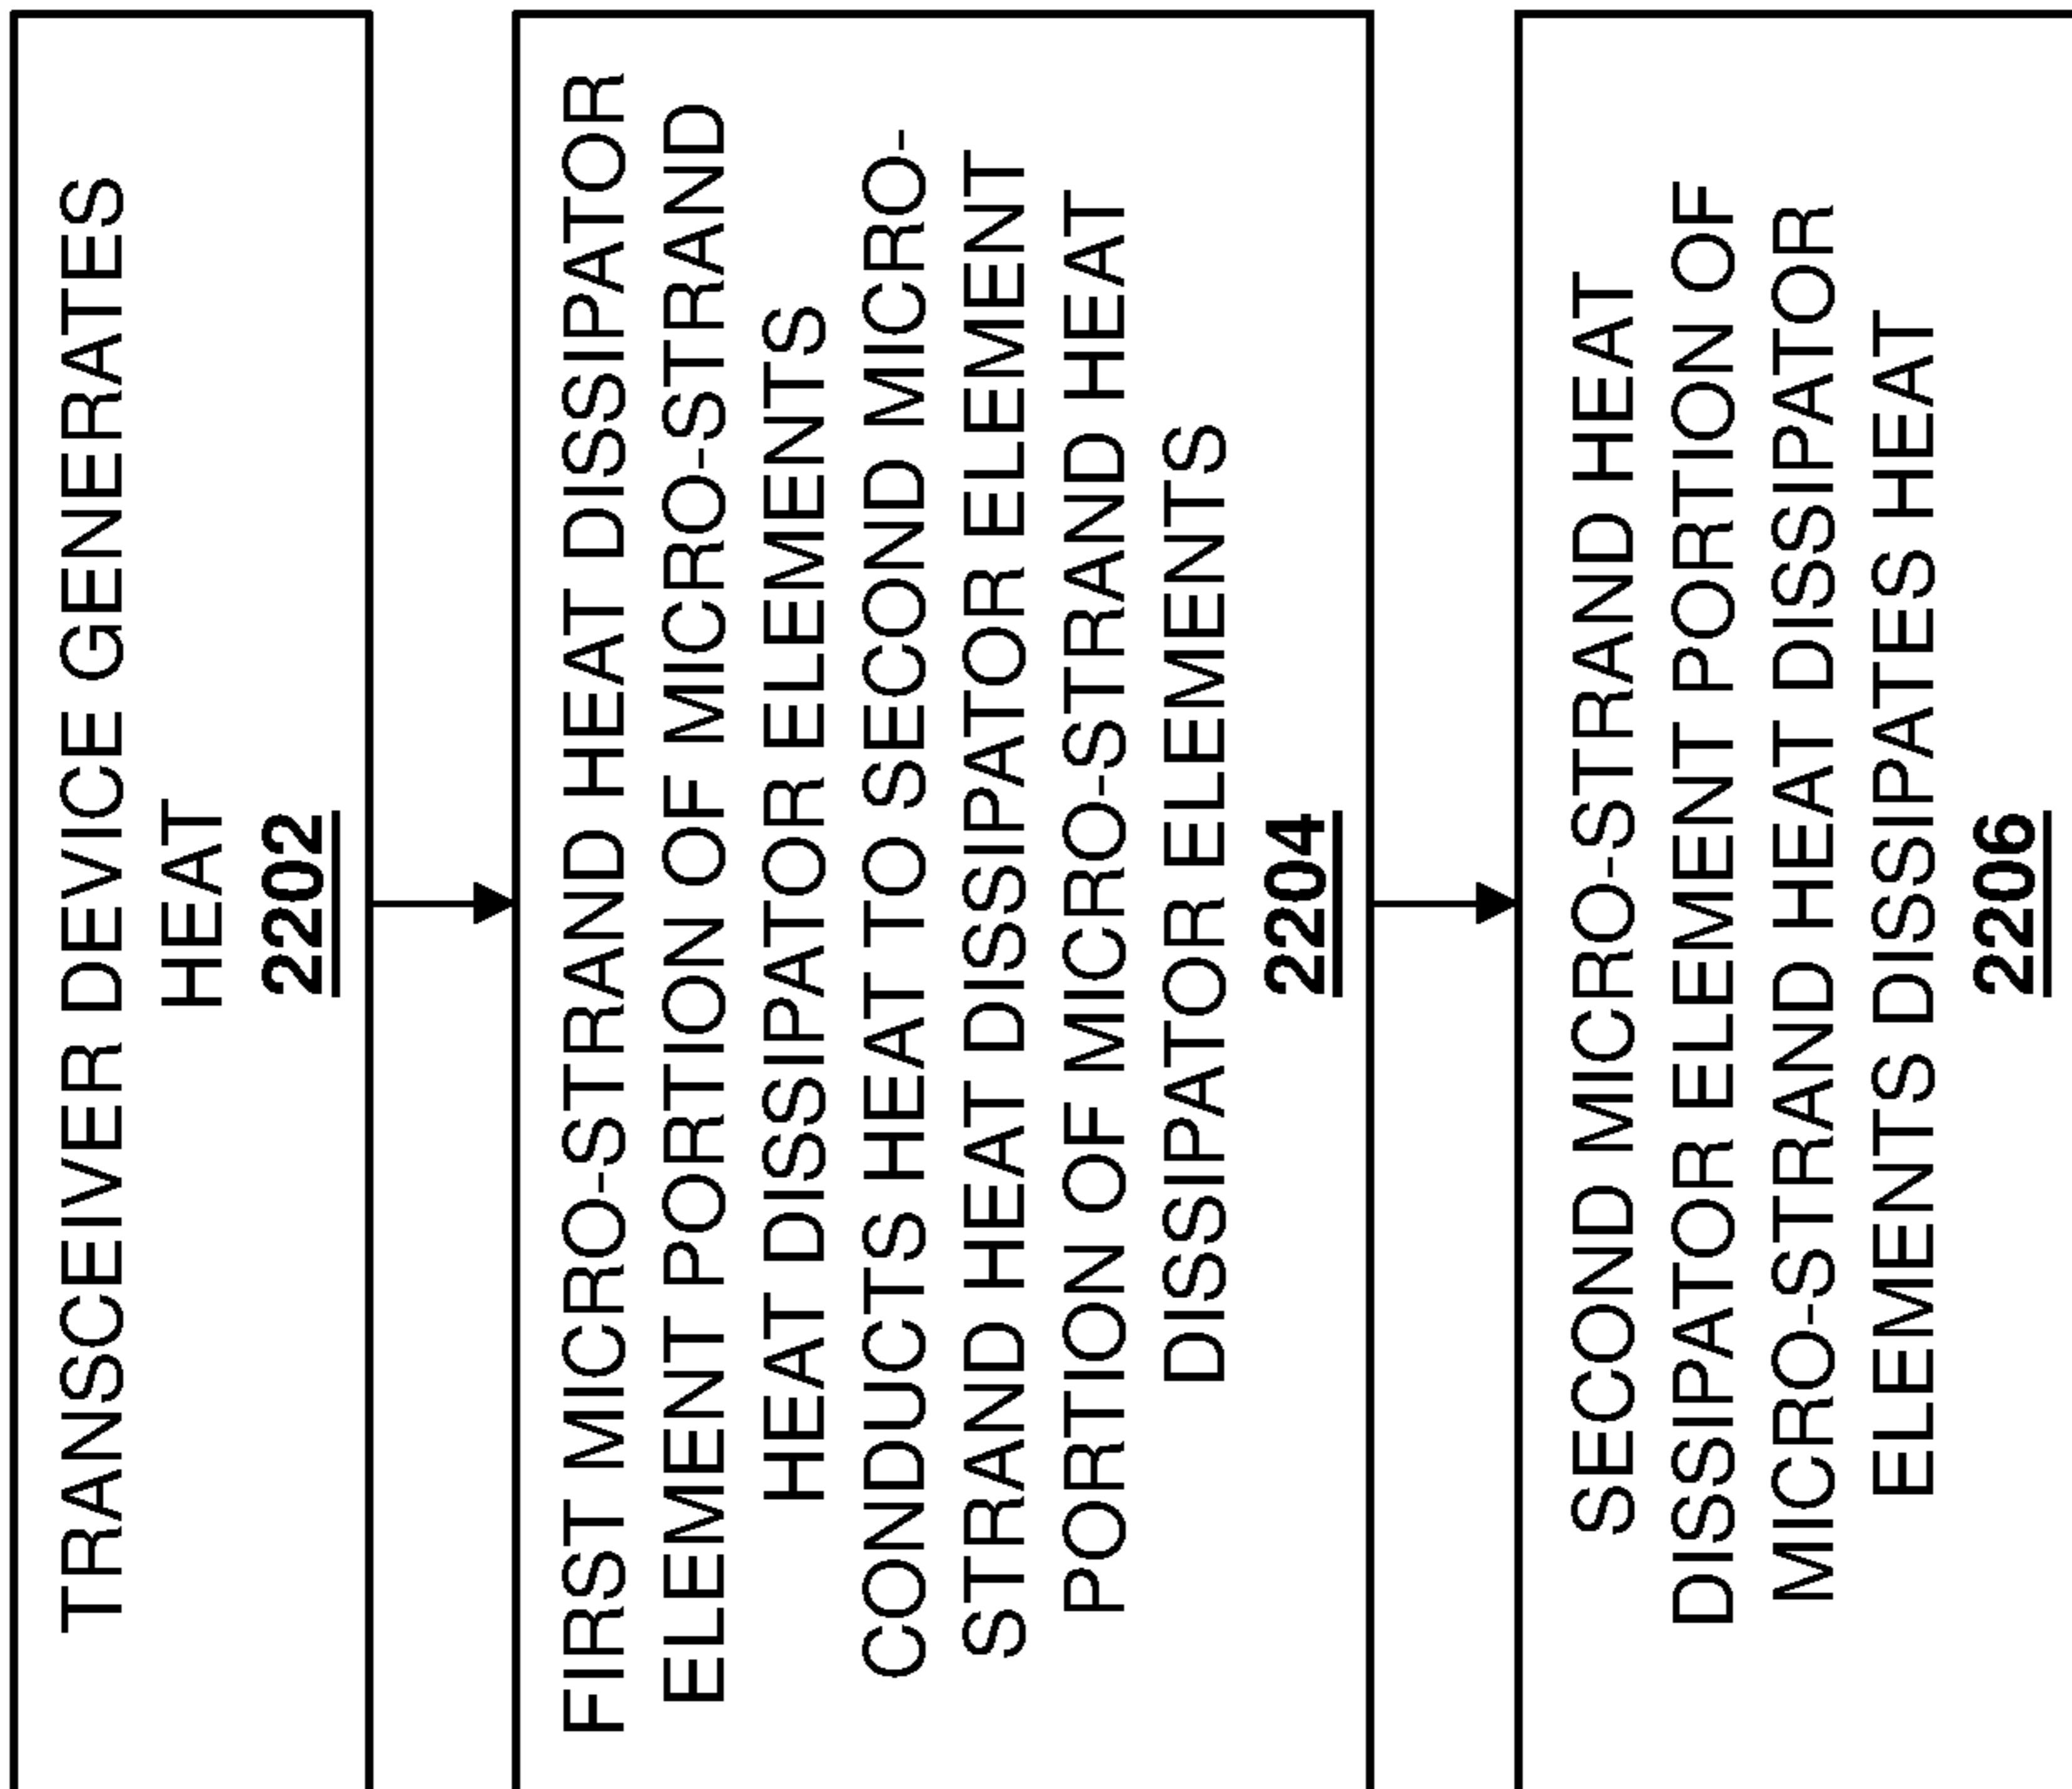 TRANSCEIVER DEVICE GENERATES
HEAT
2202
FIRST MICRO-STRAND HEAT DISSIPATOR
ELEMENT PORTION OF MICRO-STRAND
HEAT DISSIPATOR ELEMENTS
CONDUCTS HEAT TO SECOND MICRO-
STRAND HEAT DISSIPATOR ELEMENT
PORTION OF MICRO-STRAND HEAT
DISSIPATOR ELEMENTS
2204
SECOND MICRO-STRAND HEAT
DISSIPATOR ELEMENT PORTION OF
MICRO-STRAND HEAT DISSIPATOR
ELEMENTS DISSIPATES HEAT
2206